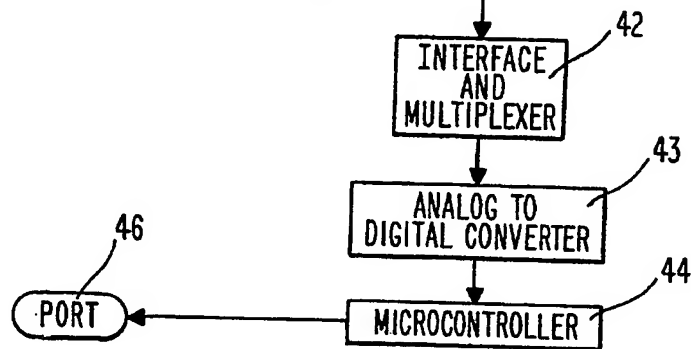 42
INTERFACE
AND
MULTIPLEXER
43
ANALOG TO
DIGITAL CONVERTER
46
44
PORT
MICROCONTROLLER